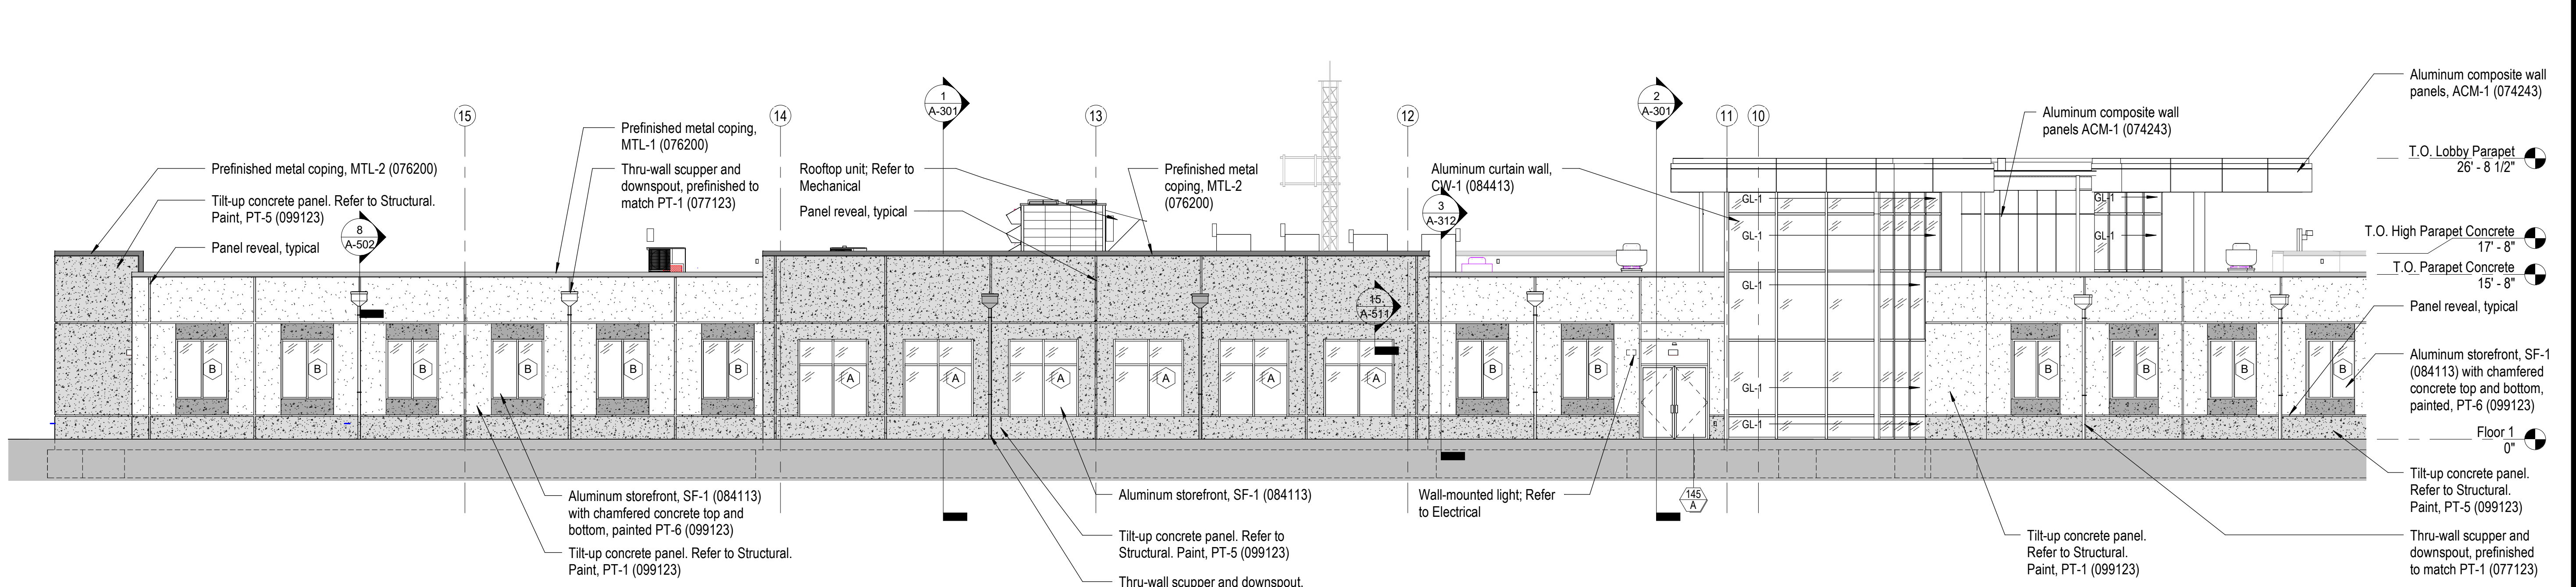 Aluminum composite wall
panels, ACM-1 (074243)
Aluminum composite wall
panels ACM-1 (074243)
1
A-301
2
A-301
15
14
13
12
11
10
Prefinished metal coping,
MTL-1 (076200)
T.O. Lobby Parapet
26' - 8 1/2"
Prefinished metal coping, MTL-2 (076200)
Thru-wall scupper and
downspout, prefinished to
match PT-1 (077123)
Rooftop unit; Refer to
Mechanical
Prefinished metal
coping, MTL-2
(076200)
Aluminum curtain wall,
CW-1 (084413)
Tilt-up concrete panel. Refer to Structural.
Paint, PT-5 (099123)
Panel reveal, typical
3
A-312
8
A-502
Panel reveal, typical
GL-1
GL-1
GL-1
GL-1
T.O. High Parapet Concrete
17' - 8"
T.O. Parapet Concrete
15' - 8"
GL-1
15
A-511
Panel reveal, typical
B
B
B
B
B
B
A
A
A
A
A
A
B
B
B
B
B
B
GL-1
GL-1
Aluminum storefront, SF-1
(084113) with chamfered
concrete top and bottom,
painted, PT-6 (099123)
Floor 1
0"
Tilt-up concrete panel.
Refer to Structural.
Paint, PT-5 (099123)
Aluminum storefront, SF-1 (084113)
with chamfered concrete top and
bottom, painted PT-6 (099123)
Aluminum storefront, SF-1 (084113)
Wall-mounted light; Refer
to Electrical
145
A
Tilt-up concrete panel. Refer to
Structural. Paint, PT-5 (099123)
Tilt-up concrete panel.
Refer to Structural.
Paint, PT-1 (099123)
Thru-wall scupper and
downspout, prefinished
to match PT-1 (077123)
Tilt-up concrete panel. Refer to Structural.
Paint, PT-1 (099123)
Thru-wall scupper and downspout,